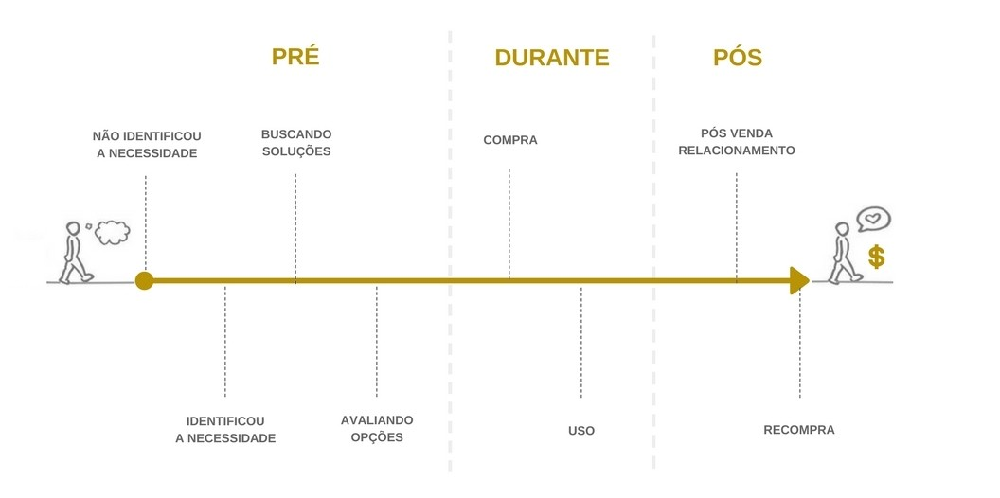 PRÉ
DURANTE
PÓS
NÃO IDENTIFICOU
A NECESSIDADE
BUSCANDO
SOLUÇÕES
COMPRA
PÓS VENDA
RELACIONAMENTO
$
IDENTIFICOU
A NECESSIDADE
AVALIANDO
OPÇÕES
USO
RECOMPRA